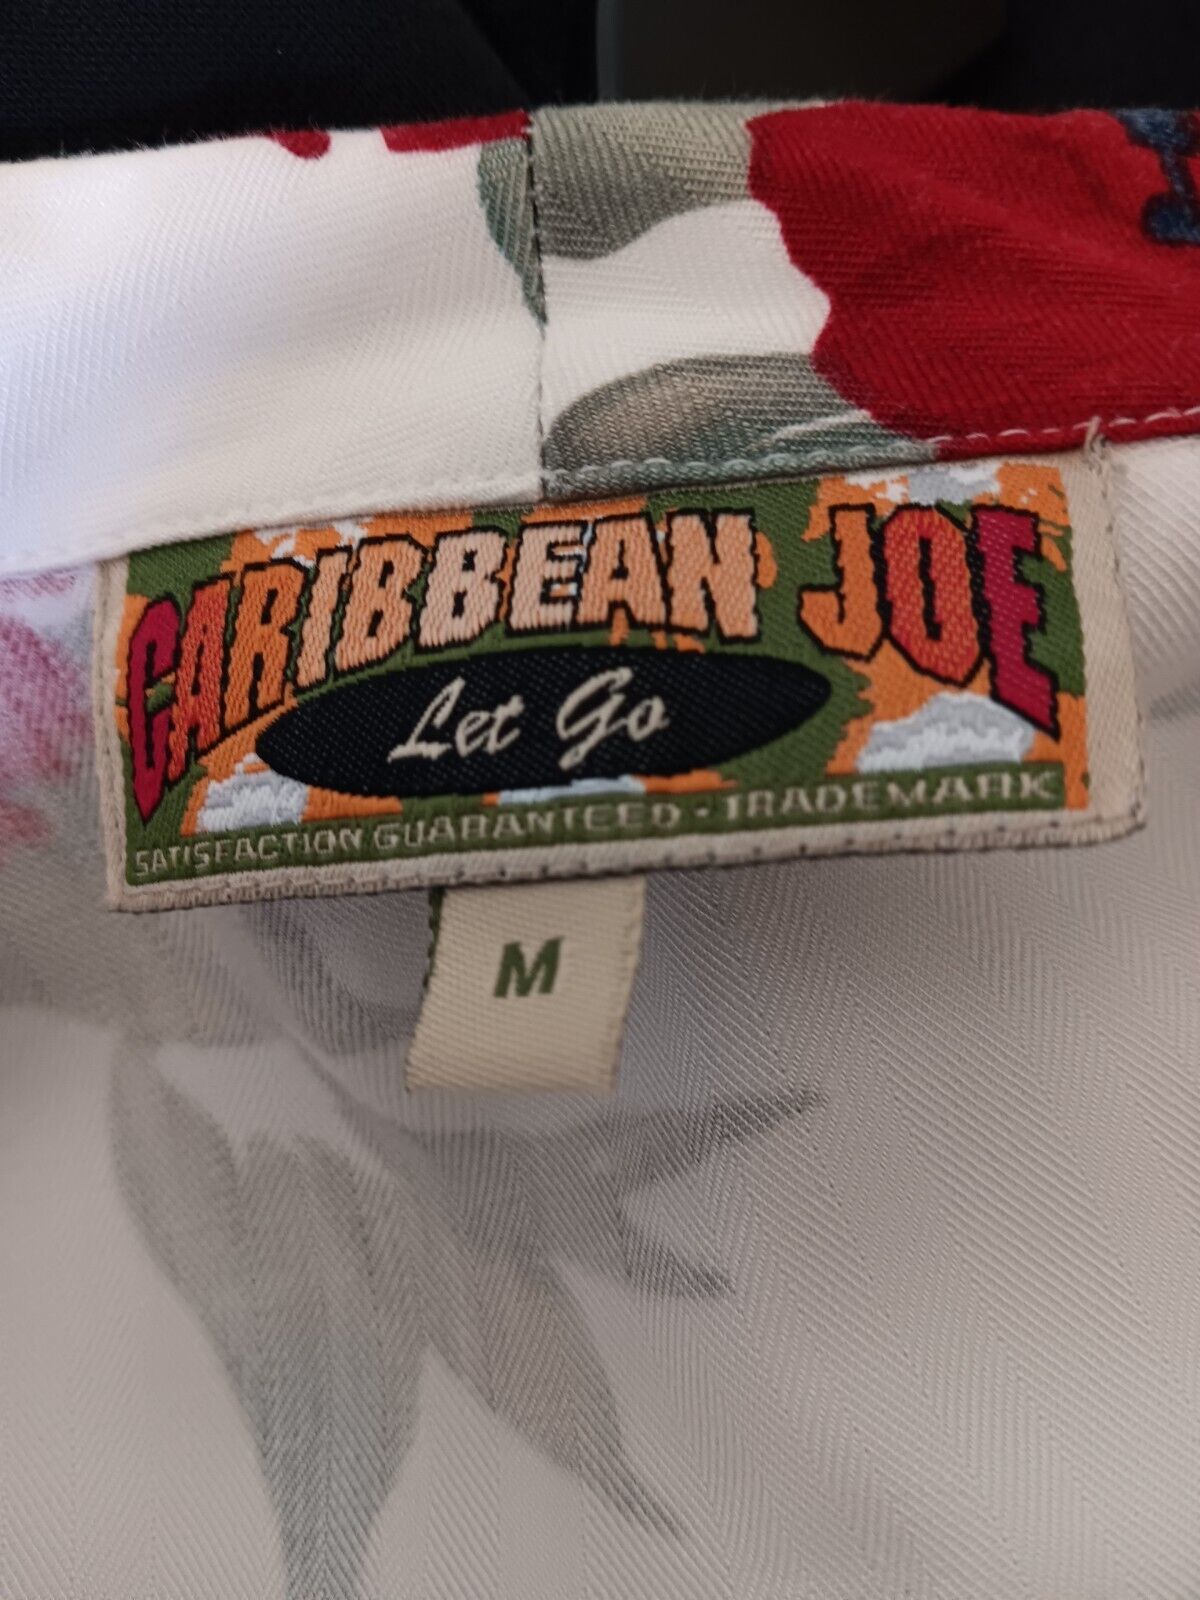 CARIBBEAN JOE
Let Go
SATISFACTION GUARANTEED - TRADEMARK
M